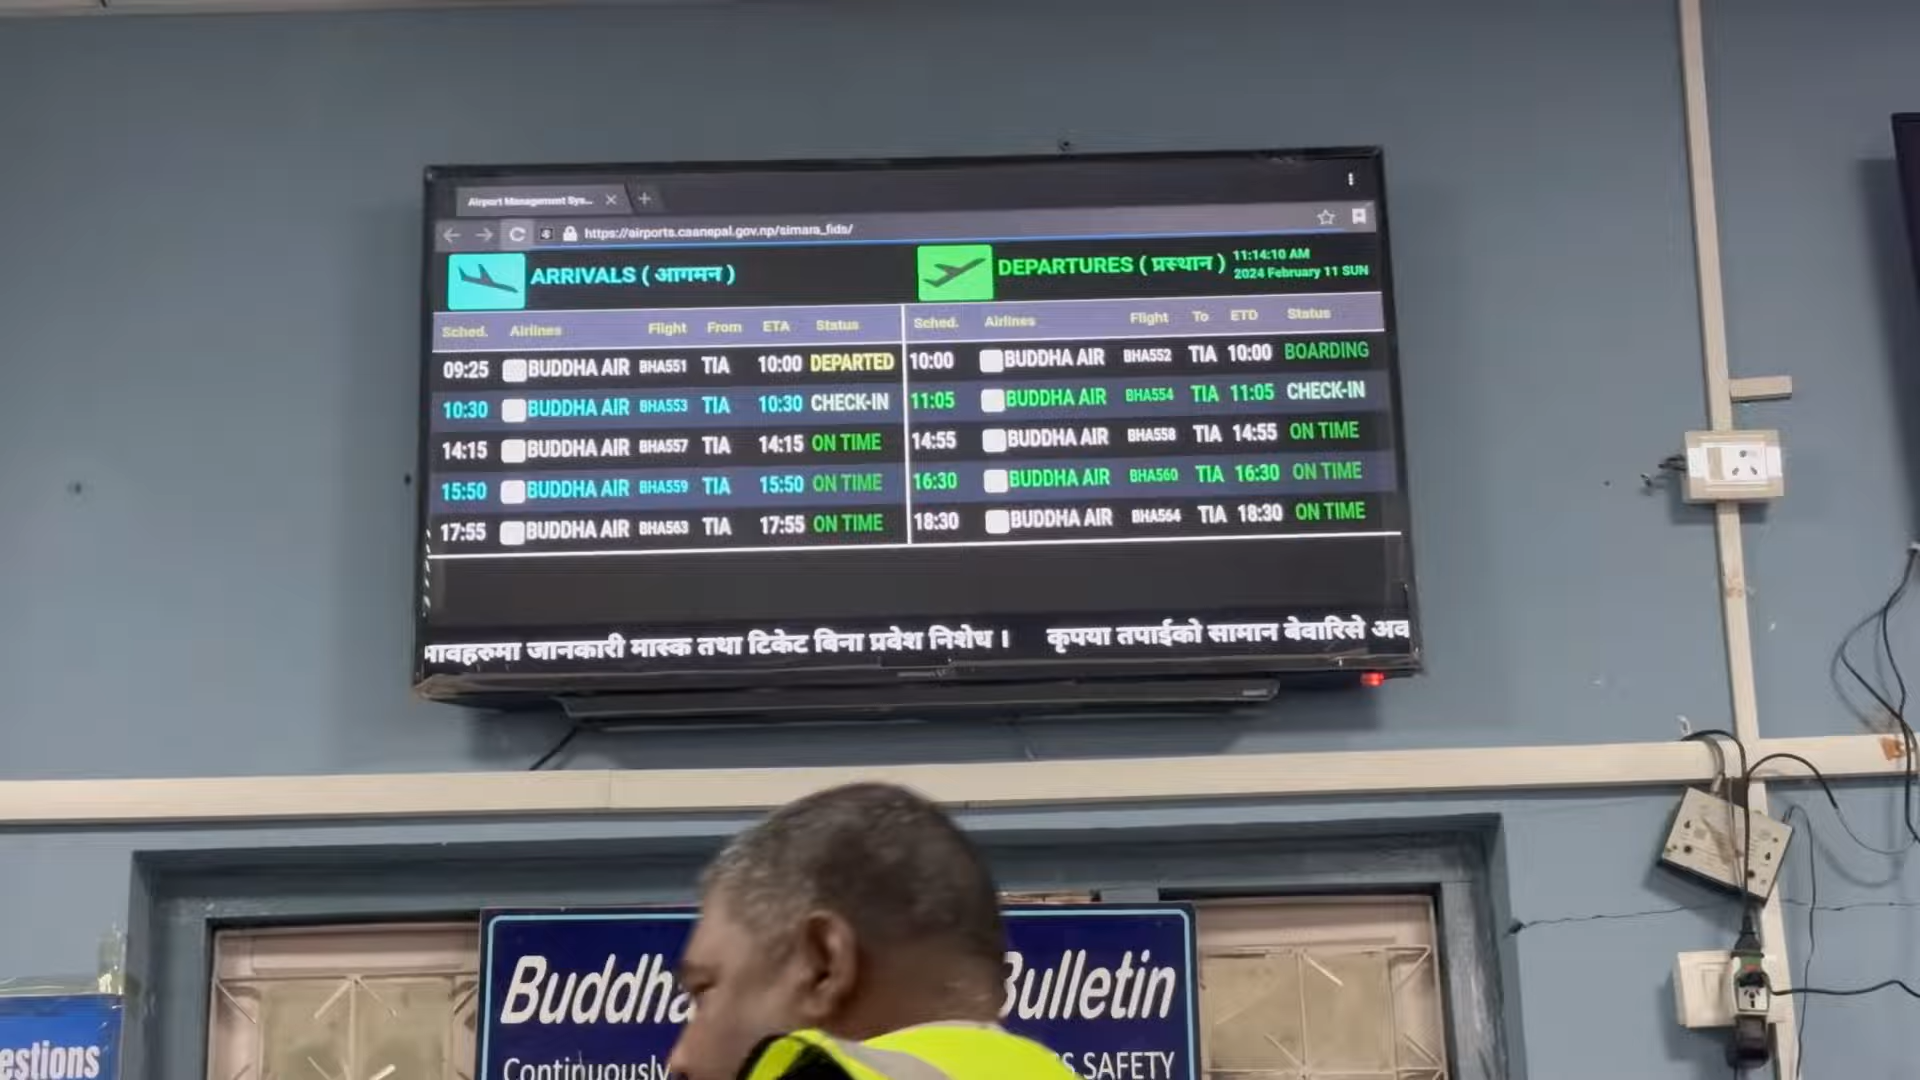 Airport Management Sys...
https://airports.caanepal.gov.np/simara_fids/
ARRIVALS ( आगमन )
DEPARTURES ( प्रस्थान )
11:14:10 AM
2024 February 11 SUN
Sched. Airlines Flight From ETA Status
09:25 BUDDHA AIR BHA551 TIA 10:00 DEPARTED
10:30 BUDDHA AIR BHA553 TIA 10:30 CHECK-IN
14:15 BUDDHA AIR BHA557 TIA 14:15 ON TIME
15:50 BUDDHA AIR BHA559 TIA 15:50 ON TIME
17:55 BUDDHA AIR BHA563 TIA 17:55 ON TIME
Sched. Airlines Flight To ETD Status
10:00 BUDDHA AIR BHA552 TIA 10:00 BOARDING
11:05 BUDDHA AIR BHA554 TIA 11:05 CHECK-IN
14:55 BUDDHA AIR BHA558 TIA 14:55 ON TIME
16:30 BUDDHA AIR BHA560 TIA 16:30 ON TIME
18:30 BUDDHA AIR BHA564 TIA 18:30 ON TIME
जानकारी मास्क तथा टिकेट बिना प्रवेश निशेध । कृपया तपाईको सामान बेवारिसे अव
Buddha Bulletin
Continuously SAFETY
estions